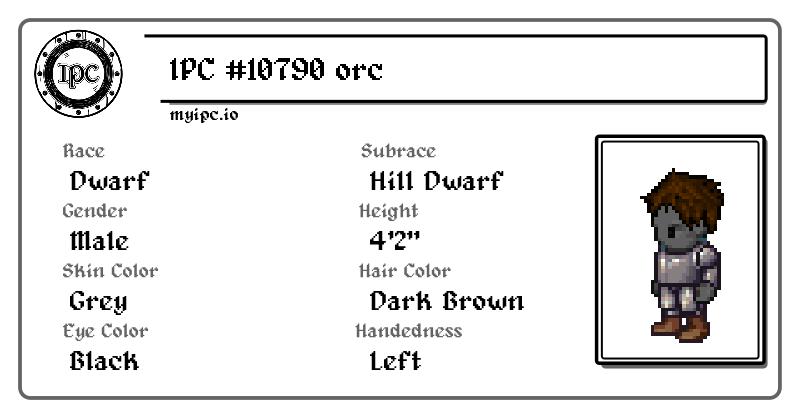 IPC
IPC #10790 orc
myipc.io
Race
Dwarf
Subrace
Hill Dwarf
Gender
Male
Height
4'2"
Skin Color
Grey
Hair Color
Dark Brown
Eye Color
Black
Handedness
Left